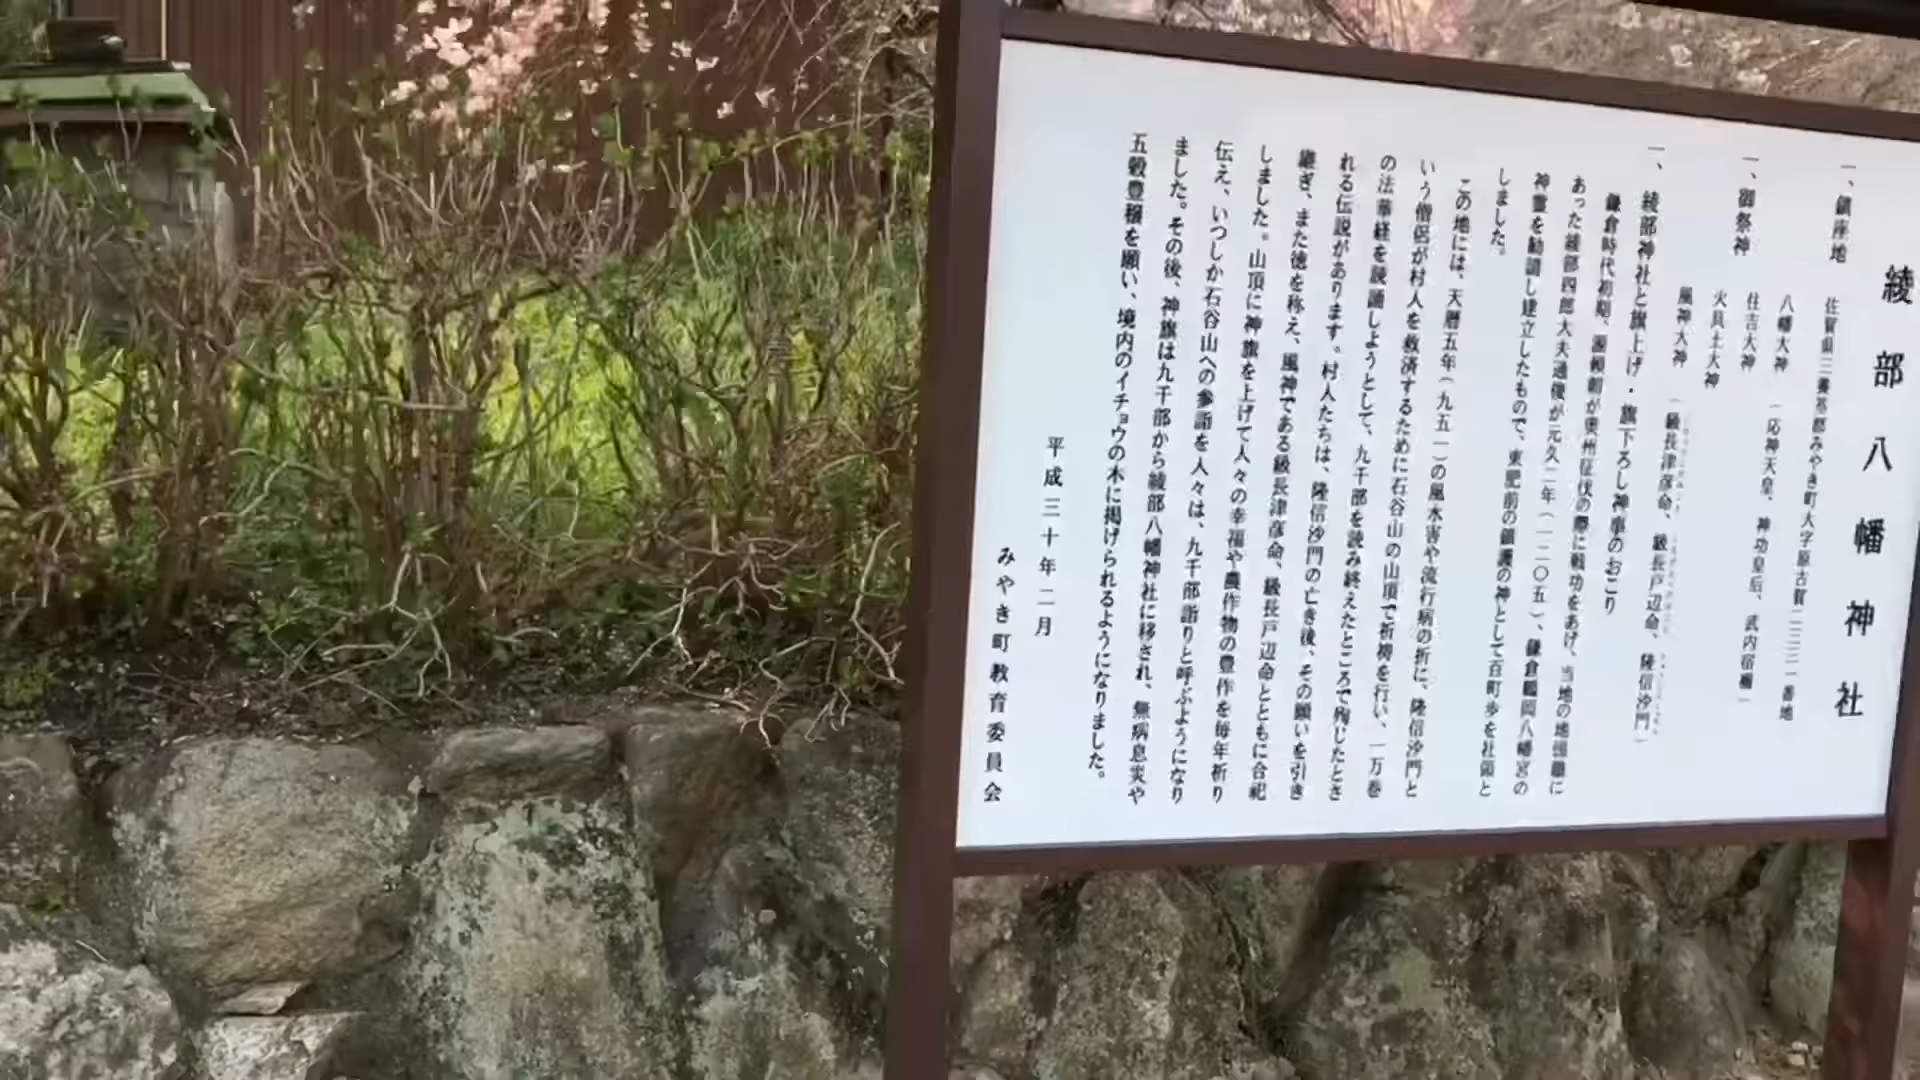 綾部八幡神社
一、鎮座地 佐賀県三養基郡みやき町大字原古賀二二三一番地
一、御祭神 八幡大神（応神天皇、神功皇后、武内宿禰）
住吉大神
火具土大神
風神大神（級長津彦命、級長戸辺命、隆信沙門）
一、綾部神社と旗上げ・旗下ろし神事のおこり
鎌倉時代初期、源頼朝が奥州征伐の際に戦功をあげ、当地の地頭職に
あった綾部四郎大夫通俊が元久二年（一二〇五）、鎌倉鶴岡八幡宮の
神霊を勧請し建立したもので、東肥前の鎮護の神として百町歩を社領と
しました。
この地には、天暦五年（九五一）の風水害や流行病の折に、隆信沙門と
いう僧侶が村人を救済するために石谷山の山頂で祈祷を行い、一万巻
の法華経を読誦しようとして、九千部を読み終えたところで殉じたとさ
れる伝説があります。村人たちは、隆信沙門の亡き後、その願いを引き
継ぎ、また徳を称え、風神である級長津彦命、級長戸辺命とともに合祀
しました。山頂に神旗を上げて人々の幸福や農作物の豊作を毎年祈り
伝え、いつしか石谷山への参詣を人々は、九千部詣りと呼ぶようになり
ました。その後、神旗は九千部から綾部八幡神社に移され、無病息災や
五穀豊穣を願い、境内のイチョウの木に掲げられるようになりました。
平成三十年二月
みやき町教育委員会